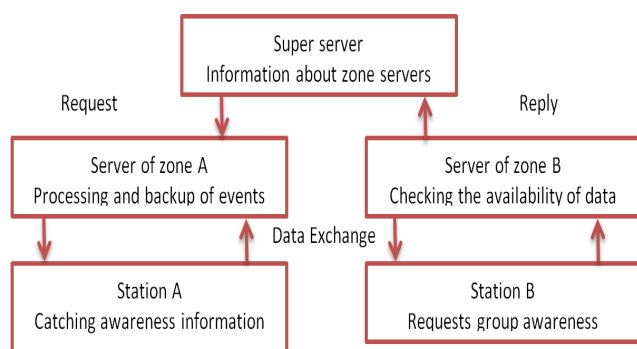 Super server
Information about zone servers
Request
Reply
Server of zone A
Processing and backup of events
Server of zone B
Checking the availability of data
Data Exchange
Station A
Catching awareness information
Station B
Requests group awareness